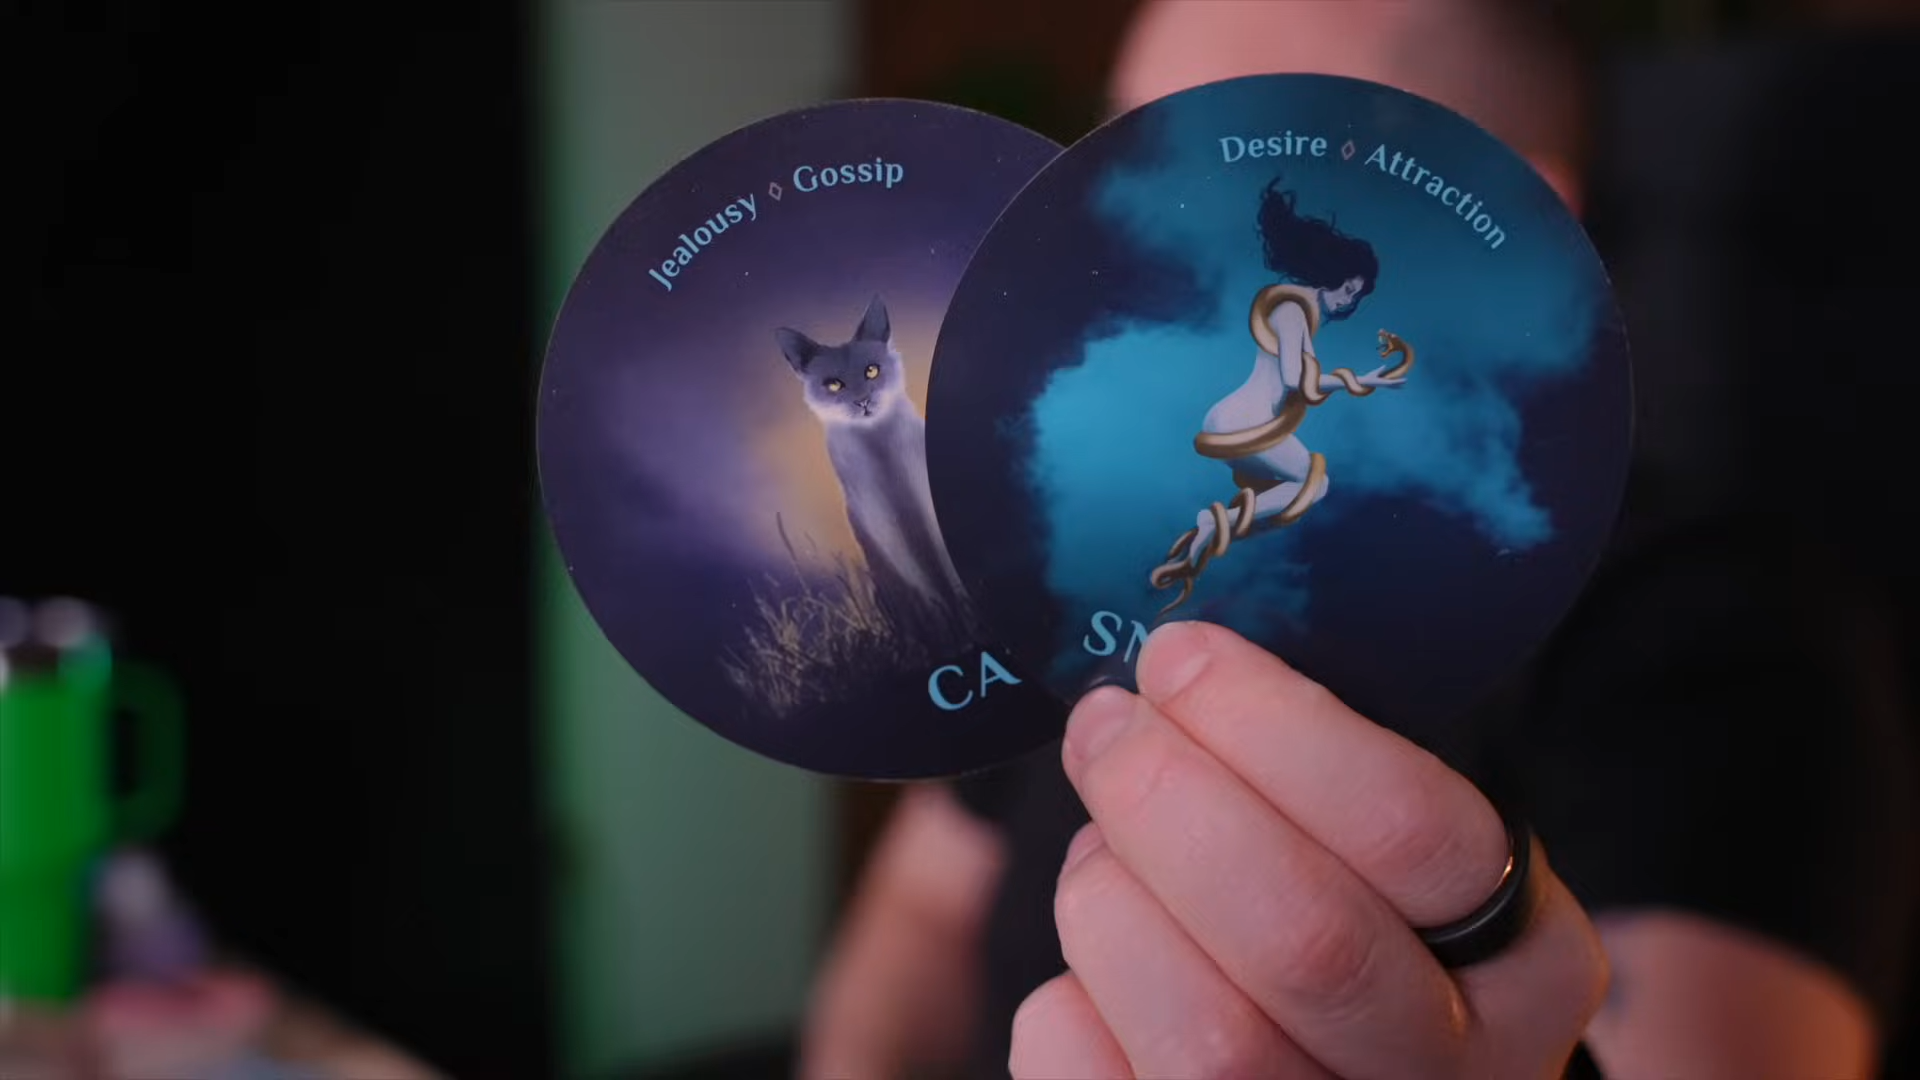 Jealousy ◊ Gossip
CA
Desire ◊ Attraction
SN